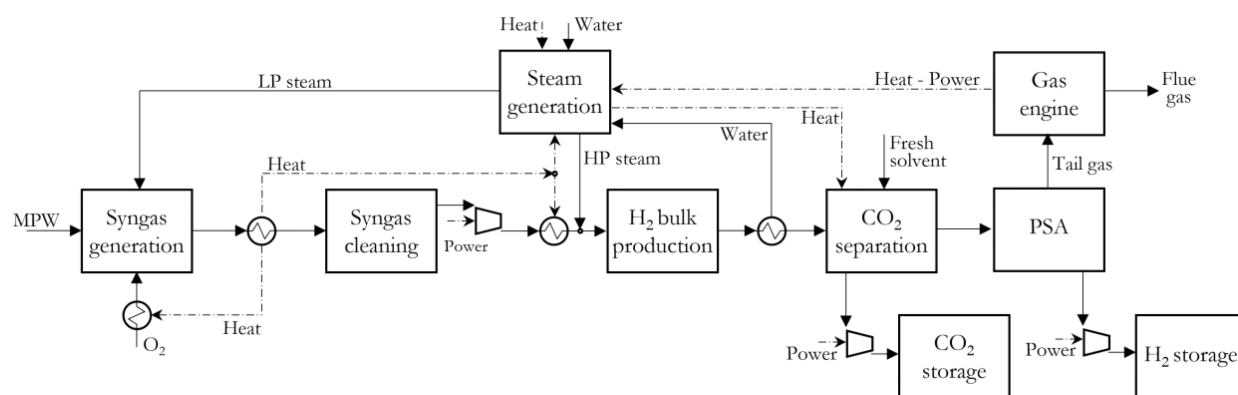 Heat
Water
Steam
generation
LP steam
Heat - Power
Gas
engine
Flue
gas
Heat
Water
Fresh
solvent
Tail gas
HP steam
Heat
MPW
Syngas
generation
Syngas
cleaning
Power
H₂ bulk
production
CO₂
separation
PSA
Heat
O₂
Power
CO₂
storage
Power
H₂ storage